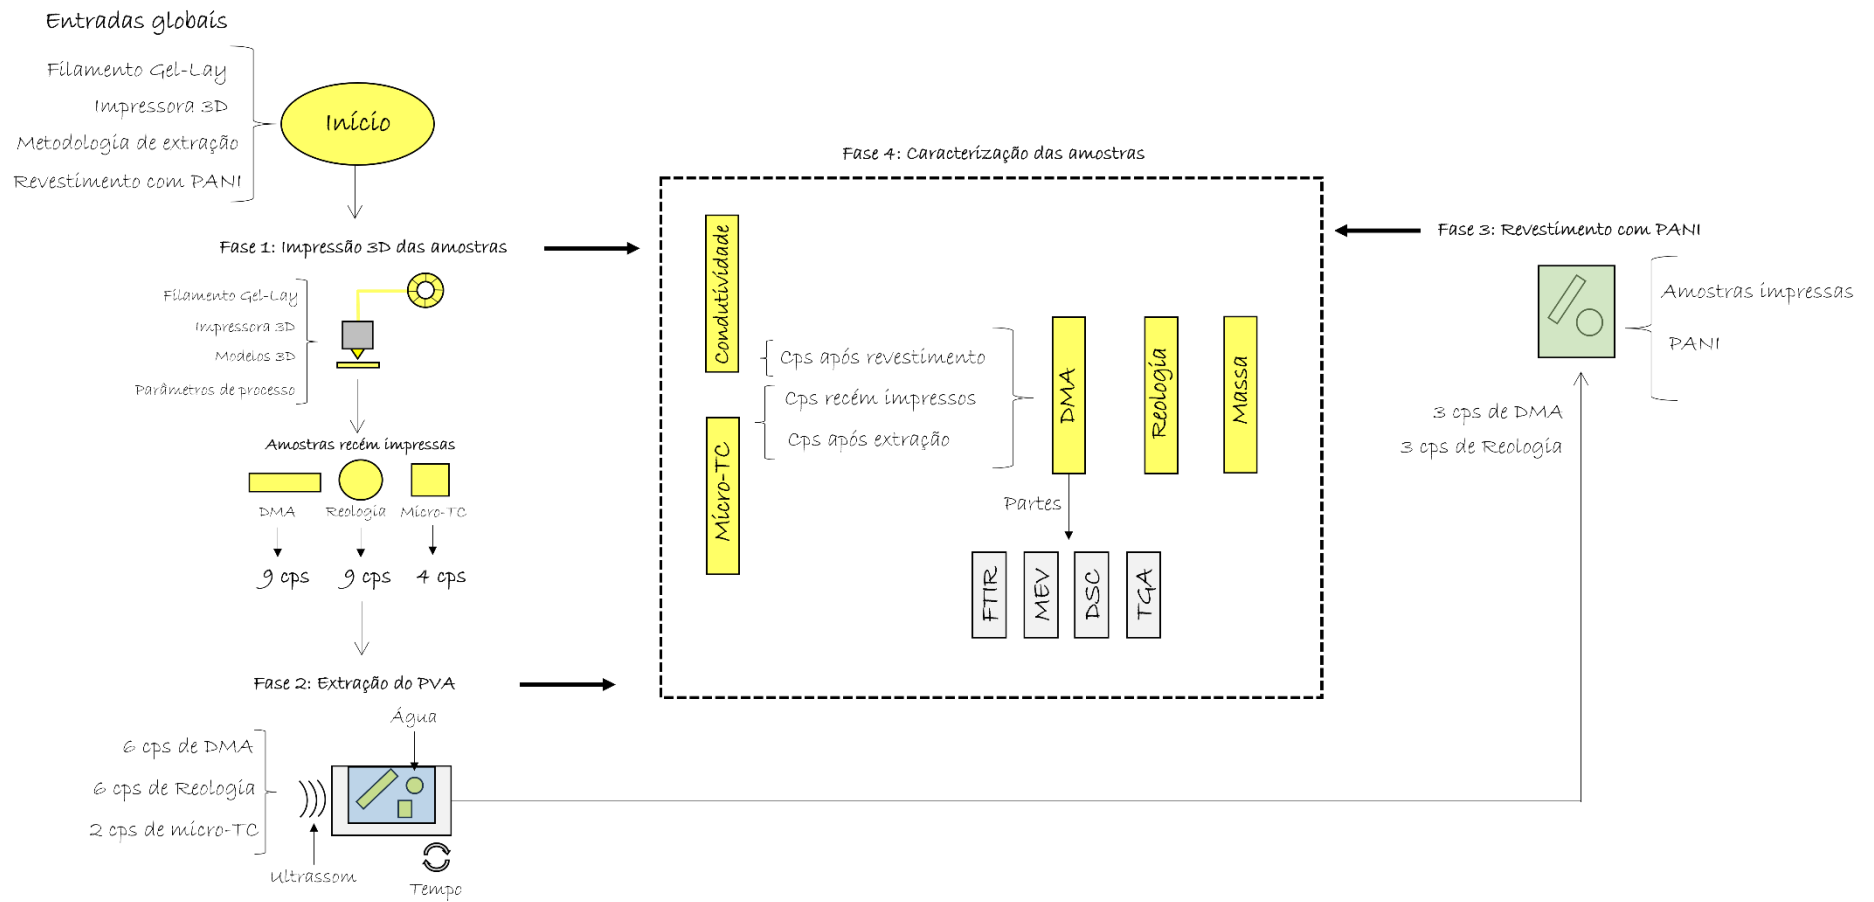 Entradas globais
Filamento Gel-Lay
Impressora 3D
Metodologia de extração
Revestimento com PANI
Início
Fase 1: Impressão 3D das amostras
Filamento Gel-Lay
Impressora 3D
Modelos 3D
Parâmetros de processo
Amostras recém impressas
DMA
Reologia
Micro-TC
9 cps
9 cps
4 cps
Fase 2: Extração do PVA
Água
6 cps de DMA
6 cps de Reologia
2 cps de micro-TC
Ultrassom
Tempo
Fase 4: Caracterização das amostras
Condutividade
Micro-TC
Cps após revestimento
Cps recém impressos
Cps após extração
DMA
Reologia
Massa
Partes
FTIR
MEV
DSC
TGA
Fase 3: Revestimento com PANI
Amostras impressas
PANI
3 cps de DMA
3 cps de Reologia